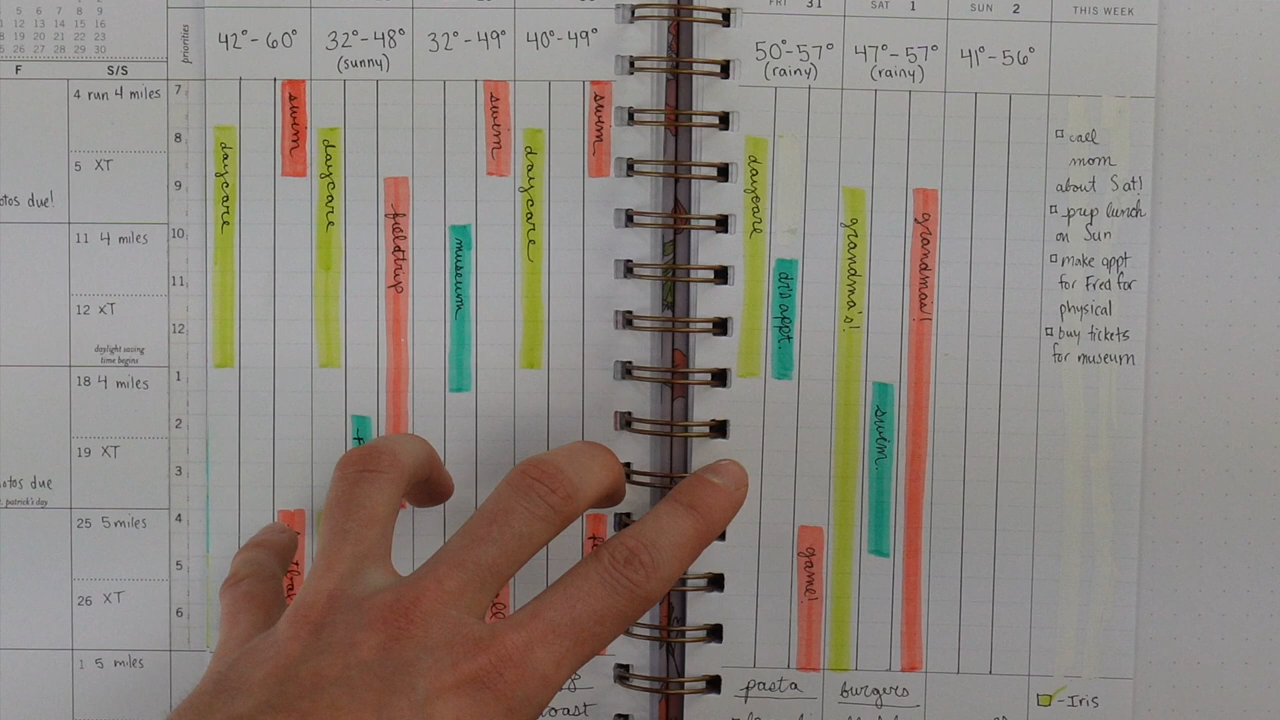 5 6 7 8 9
12 13 14 15 16
19 20 21 22 23
26 27 28 29 30
F S/S
priorities
42°-60° 32°-48° 32°-49° 40°-49°
(sunny)
FRI 31 SAT 1 SUN 2 THIS WEEK
50°-57° 47°-57° 41°-56°
(rainy) (rainy)
4 run 4 miles
5 XT
due!
11 4 miles
12 XT
daylight saving
time begins
18 4 miles
19 XT
due
patrick's day
25 5 miles
26 XT
1 5 miles
7
8
9
10
11
12
1
2
3
4
5
6
daycare
swim
daycare
fieldtrip
museum
swim
daycare
swim
daycare
dr's appt.
game!
grandma's!
swim
grandmas!
☐ call
mom
about Sat!
☐ prep lunch
on Sun
☐ make appt
for Fred for
physical
☐ buy tickets
for museum
pasta burgers
-Iris